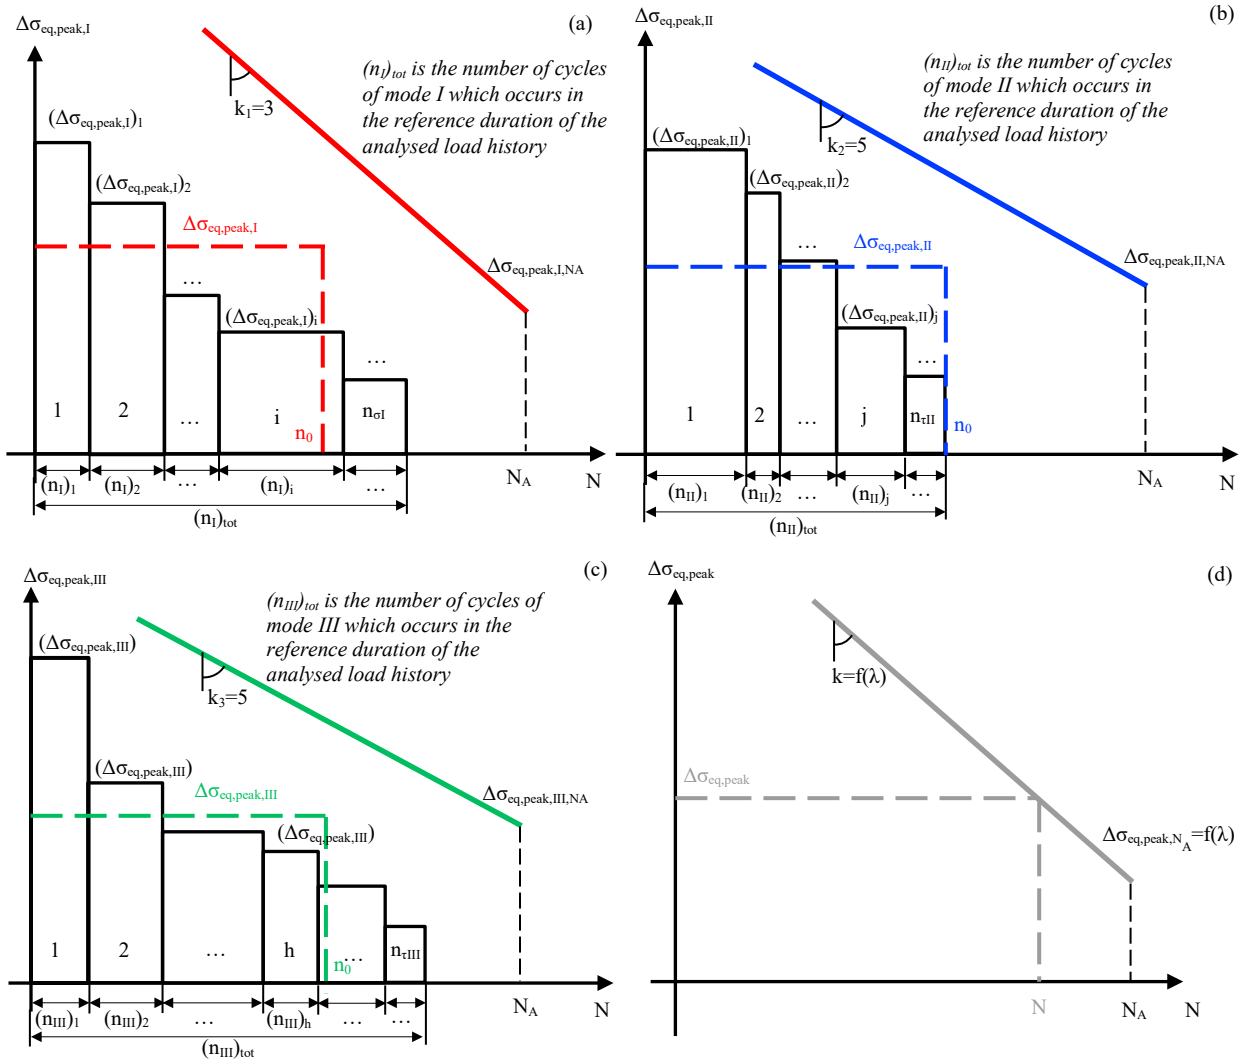 Δσeq,peak,I
(a)
(nI)tot is the number of cycles
of mode I which occurs in
the reference duration of the
analysed load history
k1=3
(Δσeq,peak,I)1
(Δσeq,peak,I)2
Δσeq,peak,I
...
(Δσeq,peak,I)i
Δσeq,peak,I,NA
...
1
2
...
i
n0
nσI
(nI)1
(nI)2
...
(nI)i
...
NA
N
(nI)tot
Δσeq,peak,II
(b)
(nII)tot is the number of cycles
of mode II which occurs in
the reference duration of the
analysed load history
k2=5
(Δσeq,peak,II)1
(Δσeq,peak,II)2
...
Δσeq,peak,II
Δσeq,peak,II,NA
(Δσeq,peak,II)j
...
1
2
...
j
nτII
n0
(nII)1
(nII)2
...
(nII)j
...
NA
N
(nII)tot
Δσeq,peak,III
(c)
(nIII)tot is the number of cycles of
mode III which occurs in the
reference duration of the
analysed load history
k3=5
(Δσeq,peak,III)
(Δσeq,peak,III)
Δσeq,peak,III
Δσeq,peak,III,NA
(Δσeq,peak,III)
1
2
...
h
n0
...
nτIII
(nIII)1
(nIII)2
...
(nIII)h
...
...
NA
N
(nIII)tot
Δσeq,peak
(d)
k=f(λ)
Δσeq,peak
Δσeq,peak,NA=f(λ)
N
NA
N